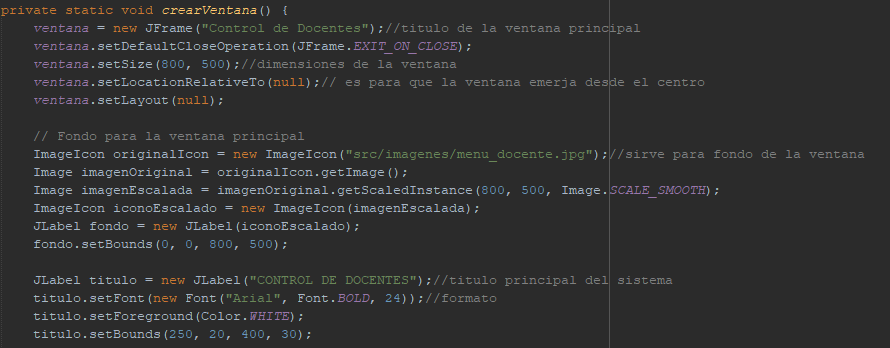 private static void crearVentana() {
ventana = new JFrame("Control de Docentes");//titulo de la ventana principal
ventana.setDefaultCloseOperation(JFrame.EXIT_ON_CLOSE);
ventana.setSize(800, 500);//dimensiones de la ventana
ventana.setLocationRelativeTo(null);// es para que la ventana emerja desde el centro
ventana.setLayout(null);
// Fondo para la ventana principal
ImageIcon originalIcon = new ImageIcon("src/imagenes/menu_docente.jpg");//sirve para fondo de la ventana
Image imagenOriginal = originalIcon.getImage();
Image imagenEscalada = imagenOriginal.getScaledInstance(800, 500, Image.SCALE_SMOOTH);
ImageIcon iconoEscalado = new ImageIcon(imagenEscalada);
JLabel fondo = new JLabel(iconoEscalado);
fondo.setBounds(0, 0, 800, 500);
JLabel titulo = new JLabel("CONTROL DE DOCENTES");//titulo principal del sistema
titulo.setFont(new Font("Arial", Font.BOLD, 24));//formato
titulo.setForeground(Color.WHITE);
titulo.setBounds(250, 20, 400, 30);